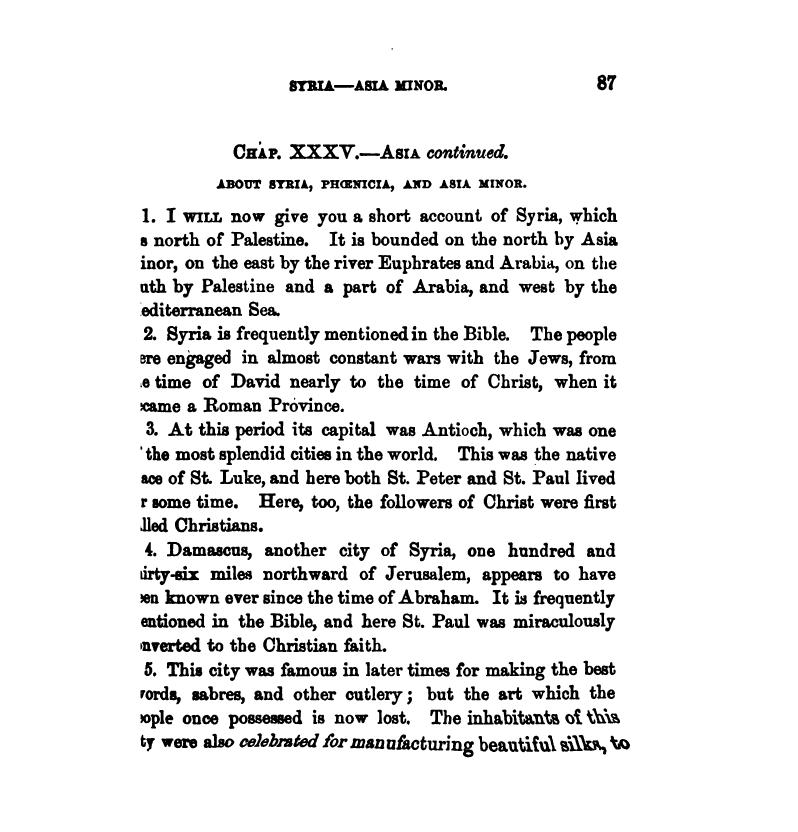 SYRIA—ASIA MINOR. 87
CHAP. XXXV.—ASIA continued.
ABOUT SYRIA, PHŒNICIA, AND ASIA MINOR.
1. I WILL now give you a short account of Syria, which
s north of Palestine. It is bounded on the north by Asia
inor, on the east by the river Euphrates and Arabia, on the
uth by Palestine and a part of Arabia, and west by the
editerranean Sea.
2. Syria is frequently mentioned in the Bible. The people
ere engaged in almost constant wars with the Jews, from
e time of David nearly to the time of Christ, when it
came a Roman Province.
3. At this period its capital was Antioch, which was one
the most splendid cities in the world. This was the native
ace of St. Luke, and here both St. Peter and St. Paul lived
r some time. Here, too, the followers of Christ were first
lled Christians.
4. Damascus, another city of Syria, one hundred and
irty-six miles northward of Jerusalem, appears to have
en known ever since the time of Abraham. It is frequently
entioned in the Bible, and here St. Paul was miraculously
nverted to the Christian faith.
5. This city was famous in later times for making the best
words, sabres, and other cutlery; but the art which the
ople once possessed is now lost. The inhabitants of this
ty were also celebrated for manufacturing beautiful silks, to